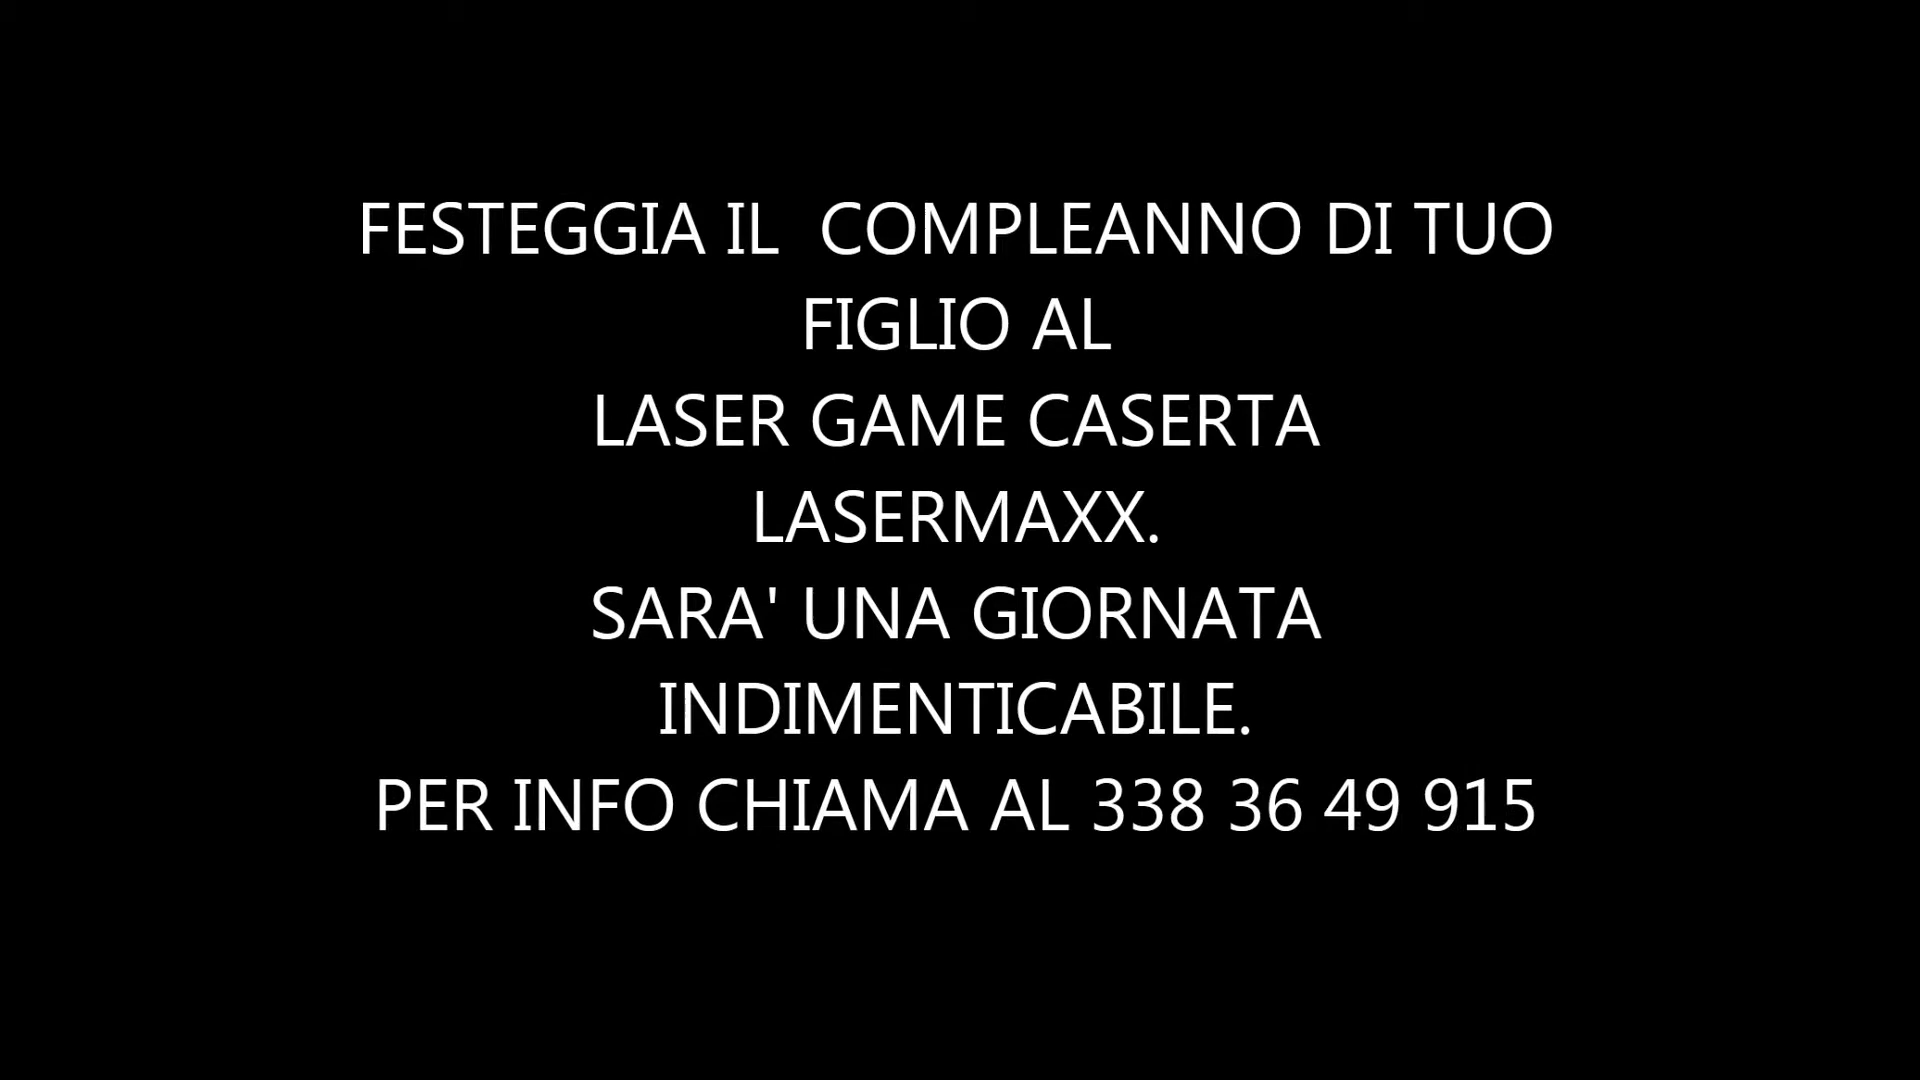 FESTEGGIA IL  COMPLEANNO DI TUO
FIGLIO AL
LASER GAME CASERTA
LASERMAXX.
SARA' UNA GIORNATA
INDIMENTICABILE.
PER INFO CHIAMA AL 338 36 49 915